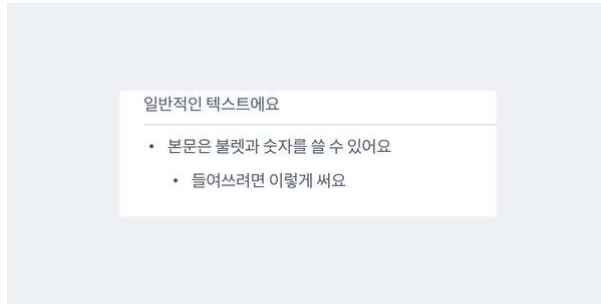 일반적인 텍스트에요
• 본문은 불렛과 숫자를 쓸 수 있어요
• 들여쓰려면 이렇게 써요